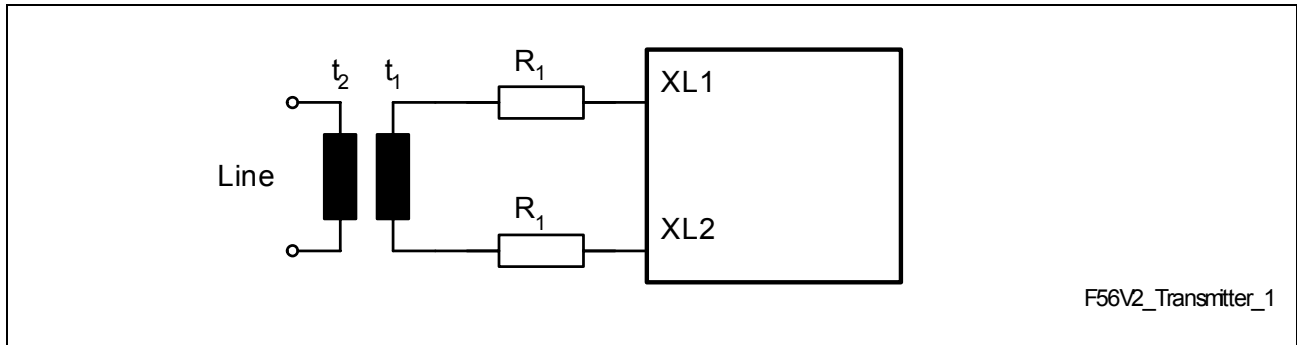 t2 t1 R1
XL1
Line
R1
XL2
F56V2_Transmitter_1